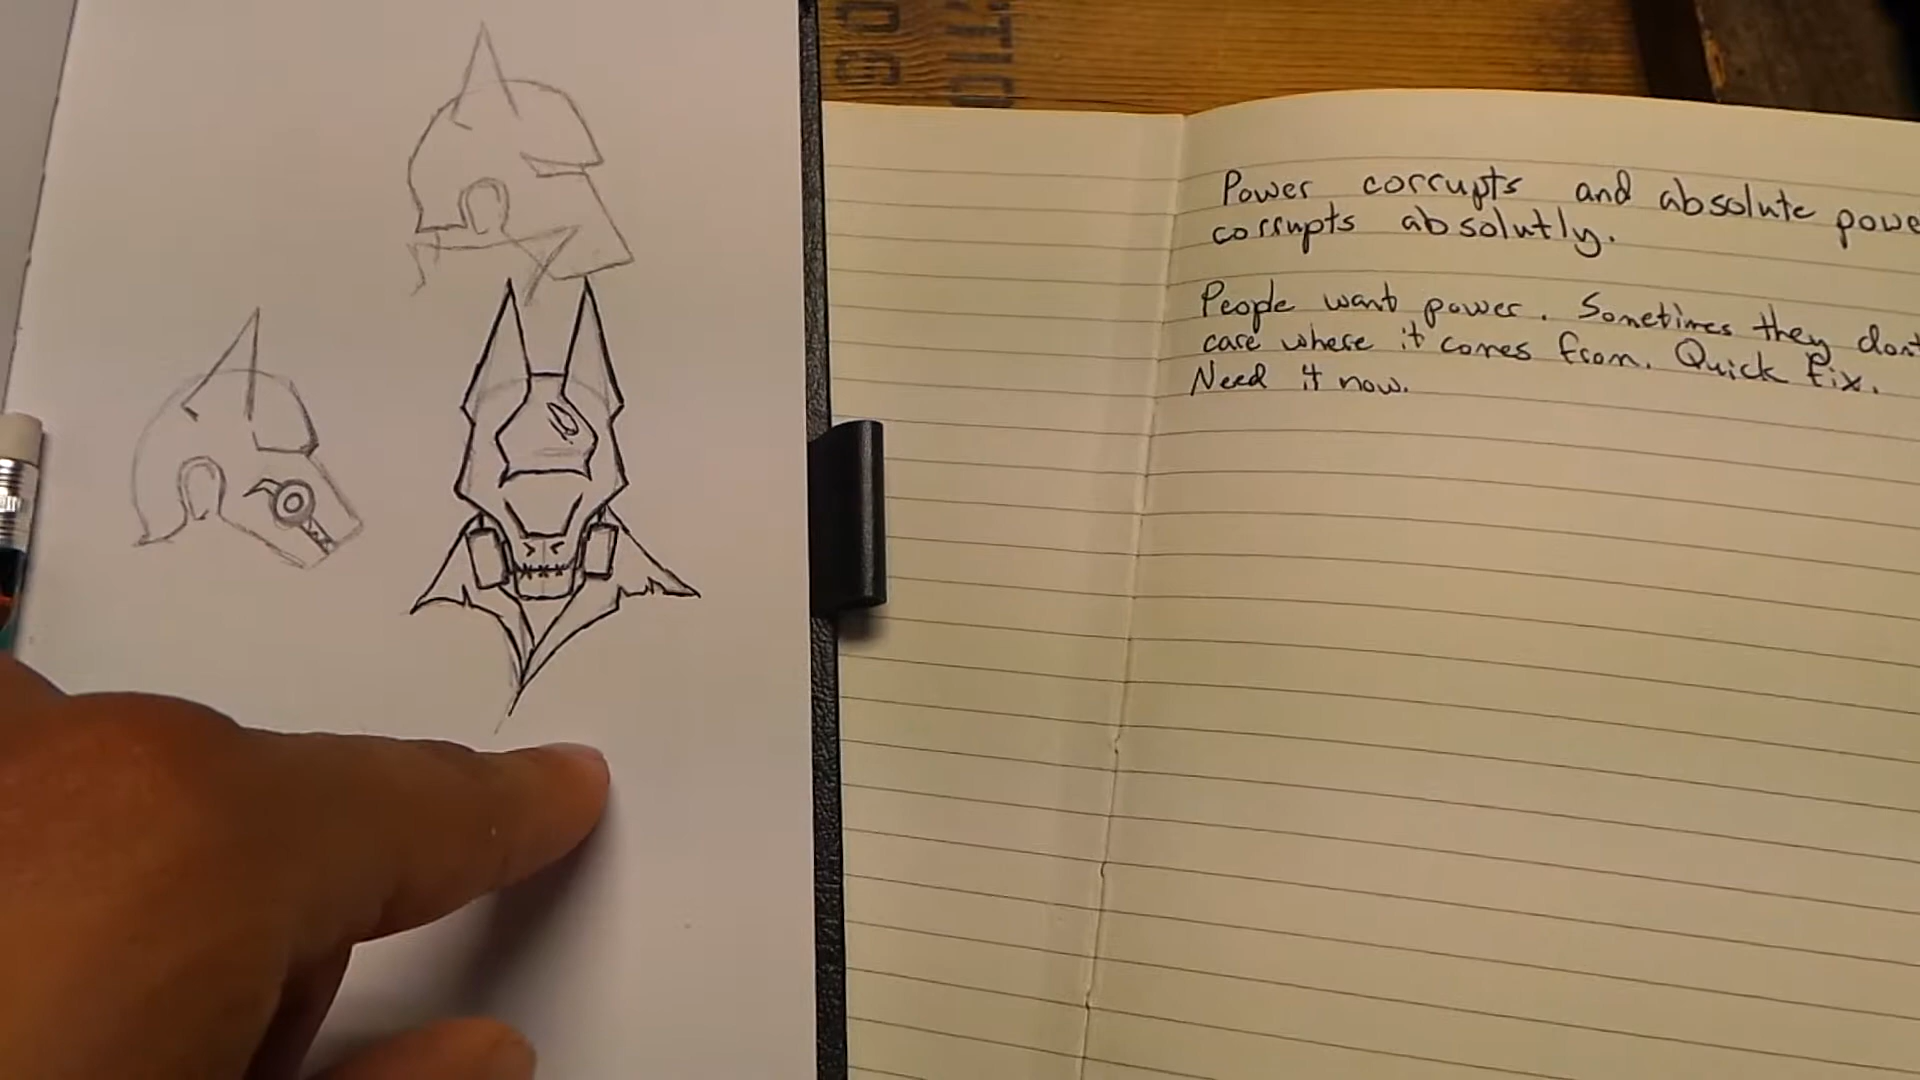 Power corrupts and absolute powe
corrupts absolutly.
People want power. Sometimes they dont
care where it comes from. Quick fix.
Need it now.